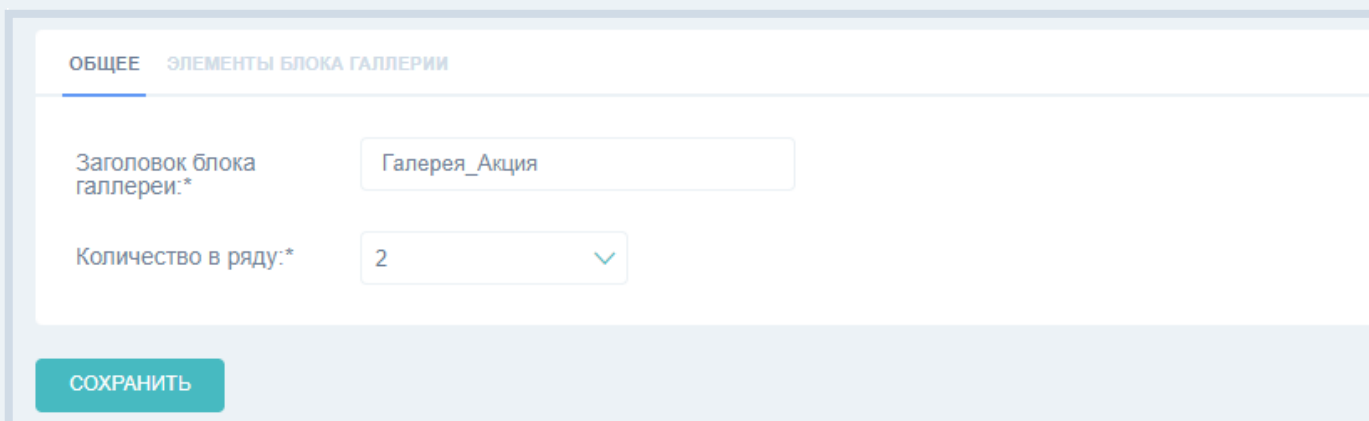 ОБЩЕЕ ЭЛЕМЕНТЫ БЛОКА ГАЛЛЕРИИ
Заголовок блока
галлереи:*
Галерея_Акция
Количество в ряду:*
2
СОХРАНИТЬ